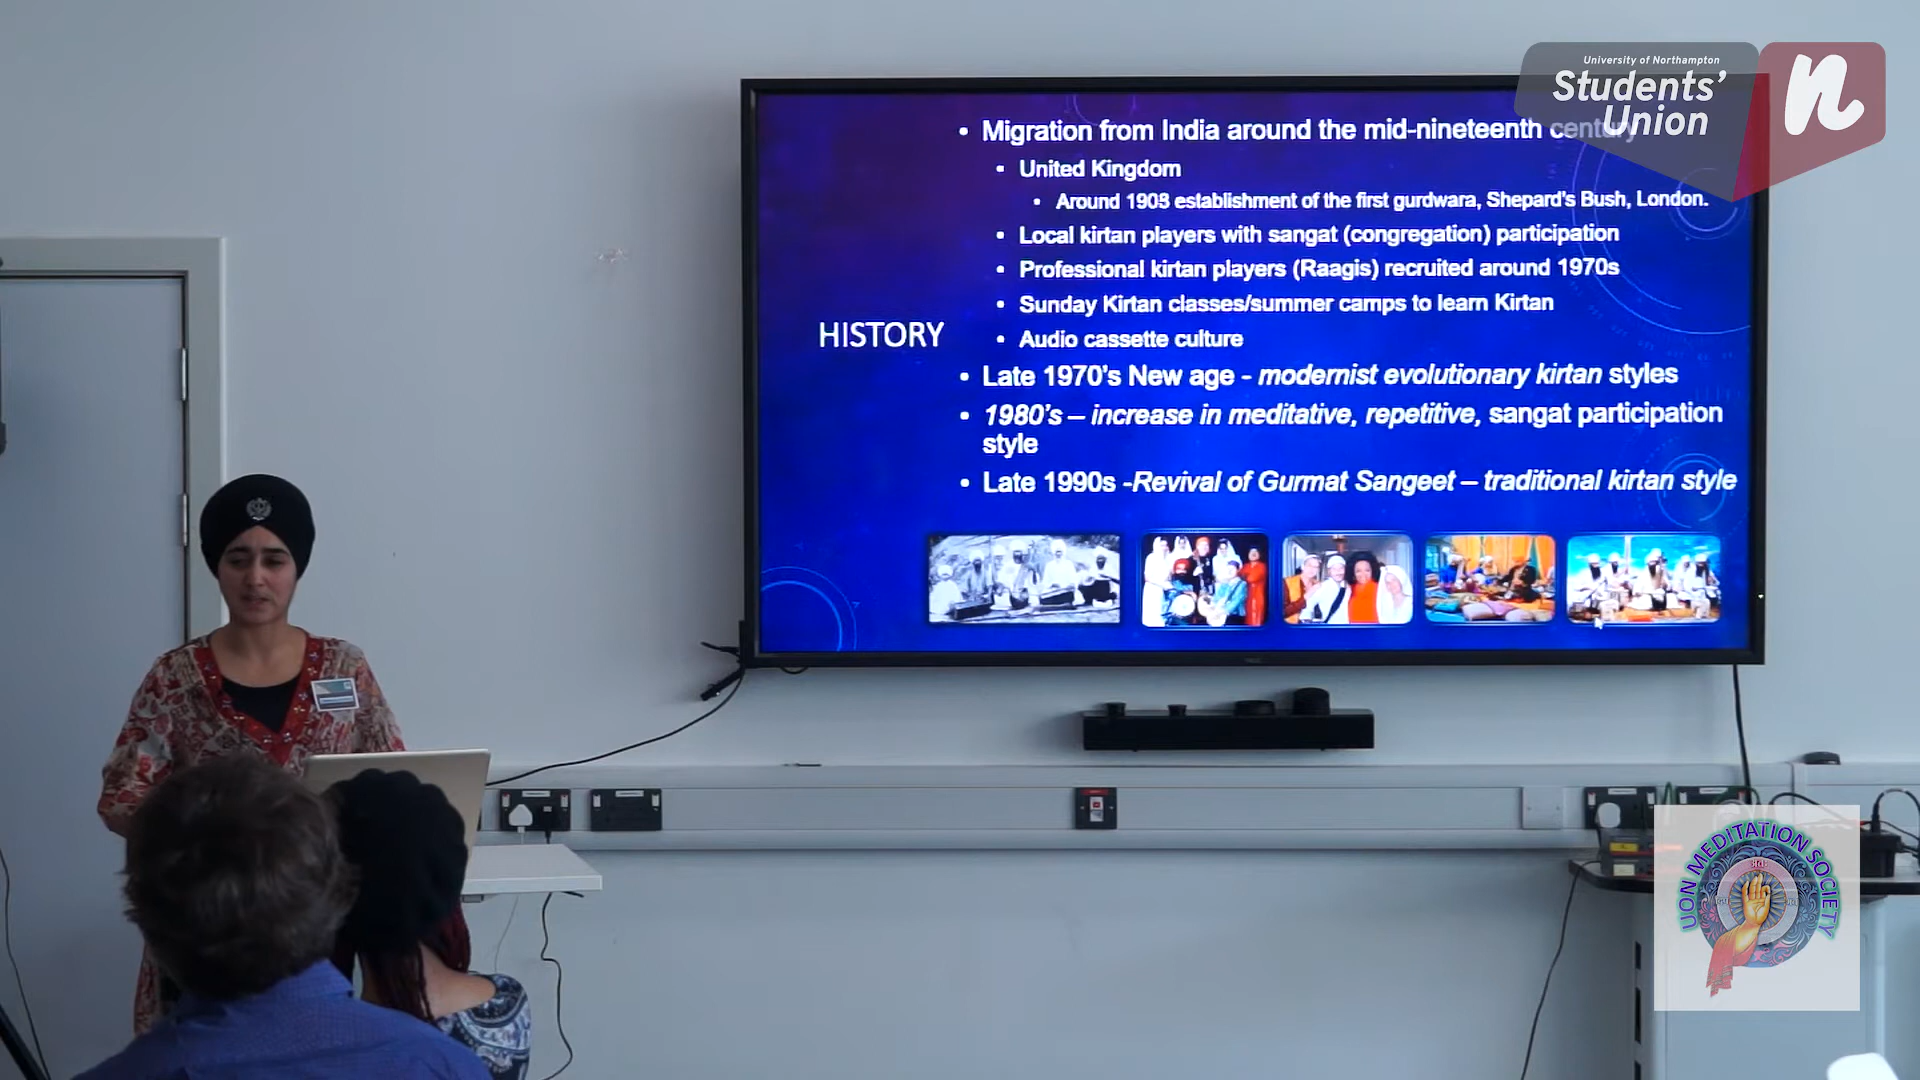 University of Northampton
Students'
Union
n
• Migration from India around the mid-nineteenth century
• United Kingdom
• Around 1908 establishment of the first gurdwara, Shepard's Bush, London.
• Local kirtan players with sangat (congregation) participation
• Professional kirtan players (Raagis) recruited around 1970s
• Sunday Kirtan classes/summer camps to learn Kirtan
HISTORY
• Audio cassette culture
• Late 1970's New age - modernist evolutionary kirtan styles
• 1980's – increase in meditative, repetitive, sangat participation
style
• Late 1990s -Revival of Gurmat Sangeet – traditional kirtan style
UON MEDITATION SOCIETY